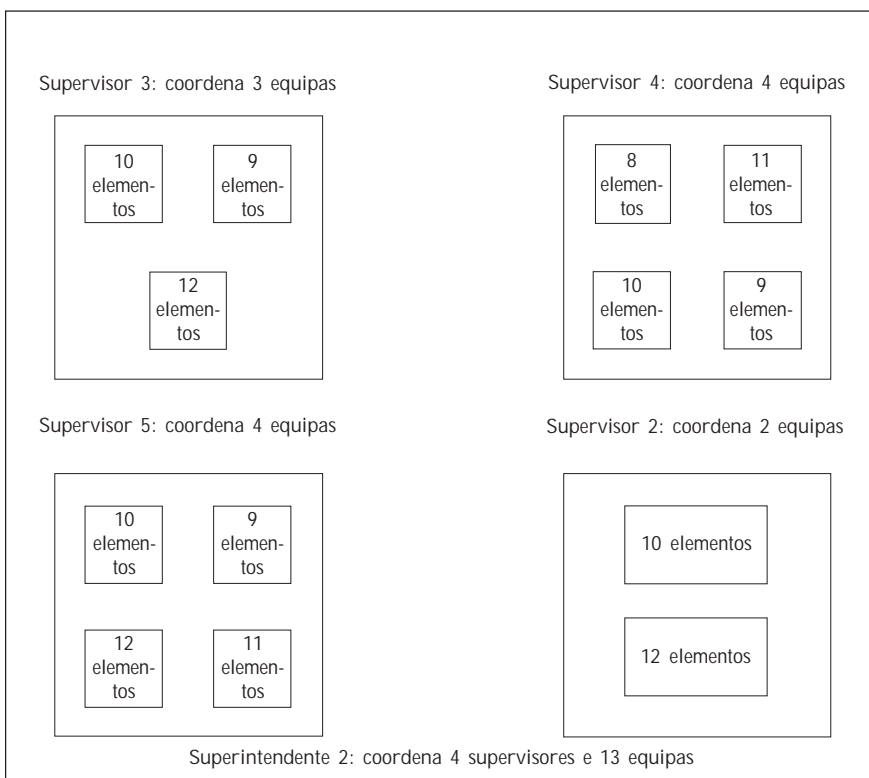 Supervisor 3: coordena 3 equipas
10
elemen-
tos
9
elemen-
tos
12
elemen-
tos
Supervisor 4: coordena 4 equipas
8
elemen-
tos
11
elemen-
tos
10
elemen-
tos
9
elemen-
tos
Supervisor 5: coordena 4 equipas
10
elemen-
tos
9
elemen-
tos
12
elemen-
tos
11
elemen-
tos
Supervisor 2: coordena 2 equipas
10 elementos
12 elementos
Superintendente 2: coordena 4 supervisores e 13 equipas